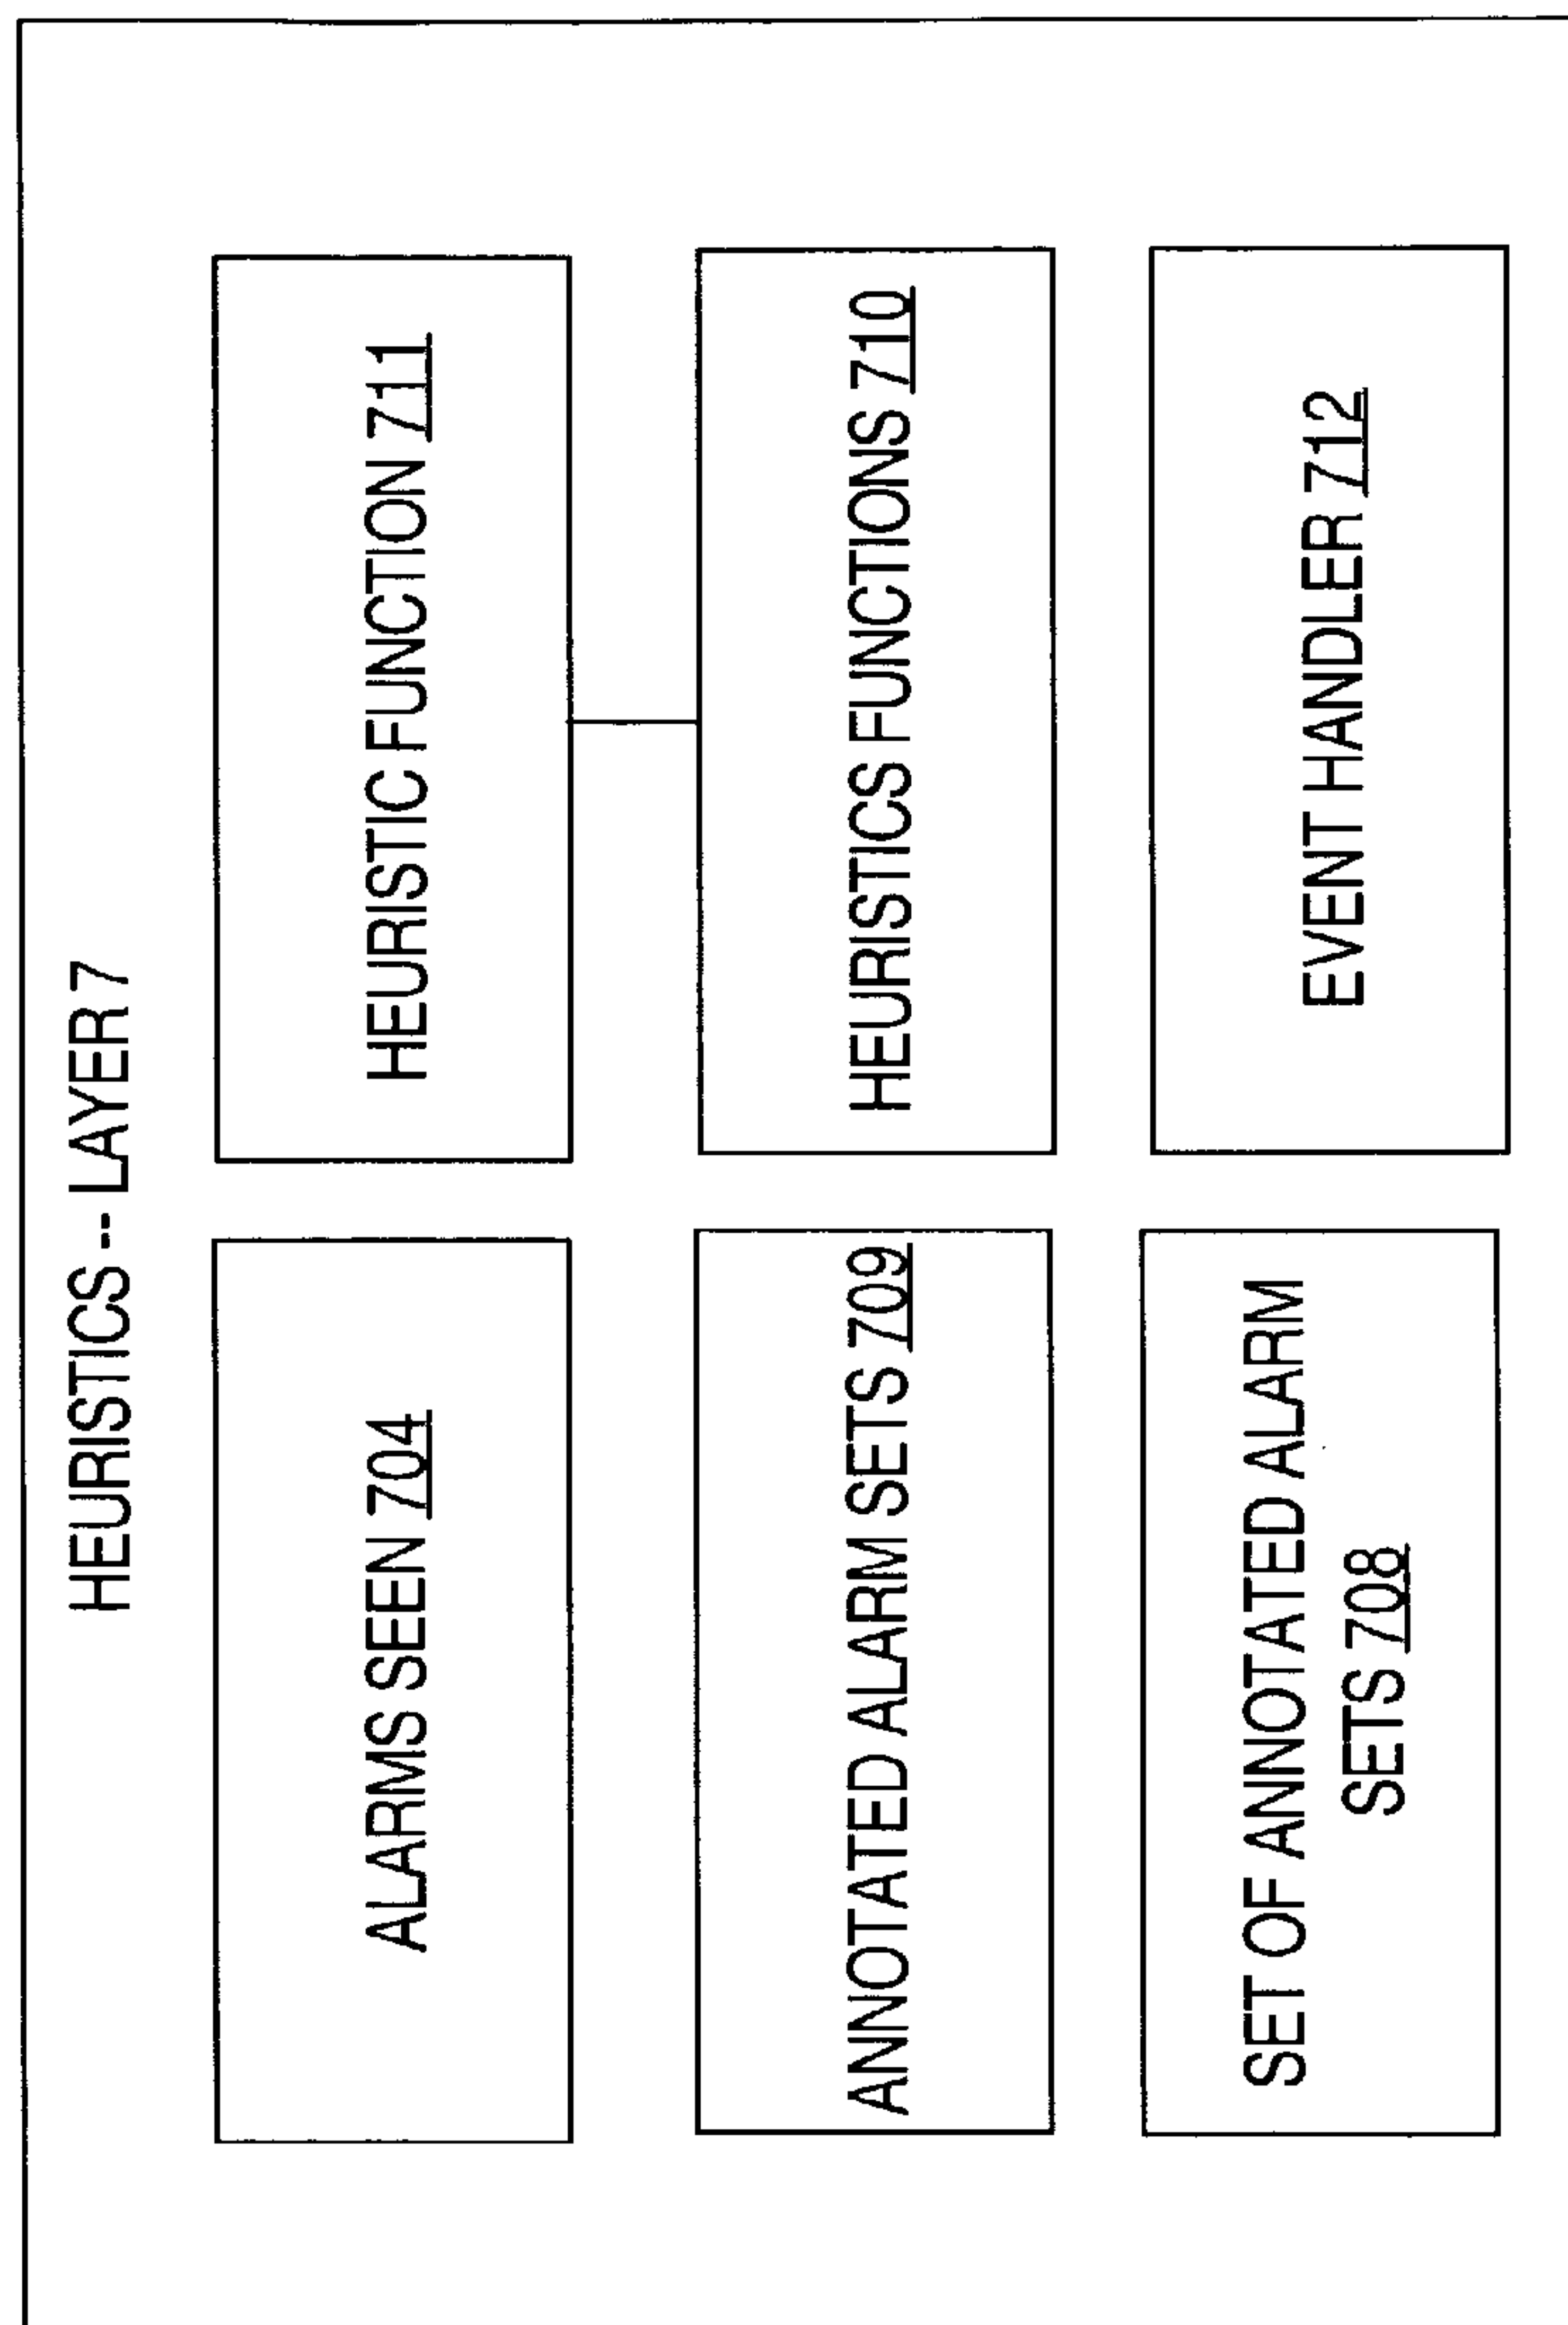 HEURISTICS -- LAYER 7
ALARMS SEEN 704
HEURISTIC FUNCTION 711
ANNOTATED ALARM SETS 709
HEURISTICS FUNCTIONS 710
SET OF ANNOTATED ALARM
SETS 708
EVENT HANDLER 712